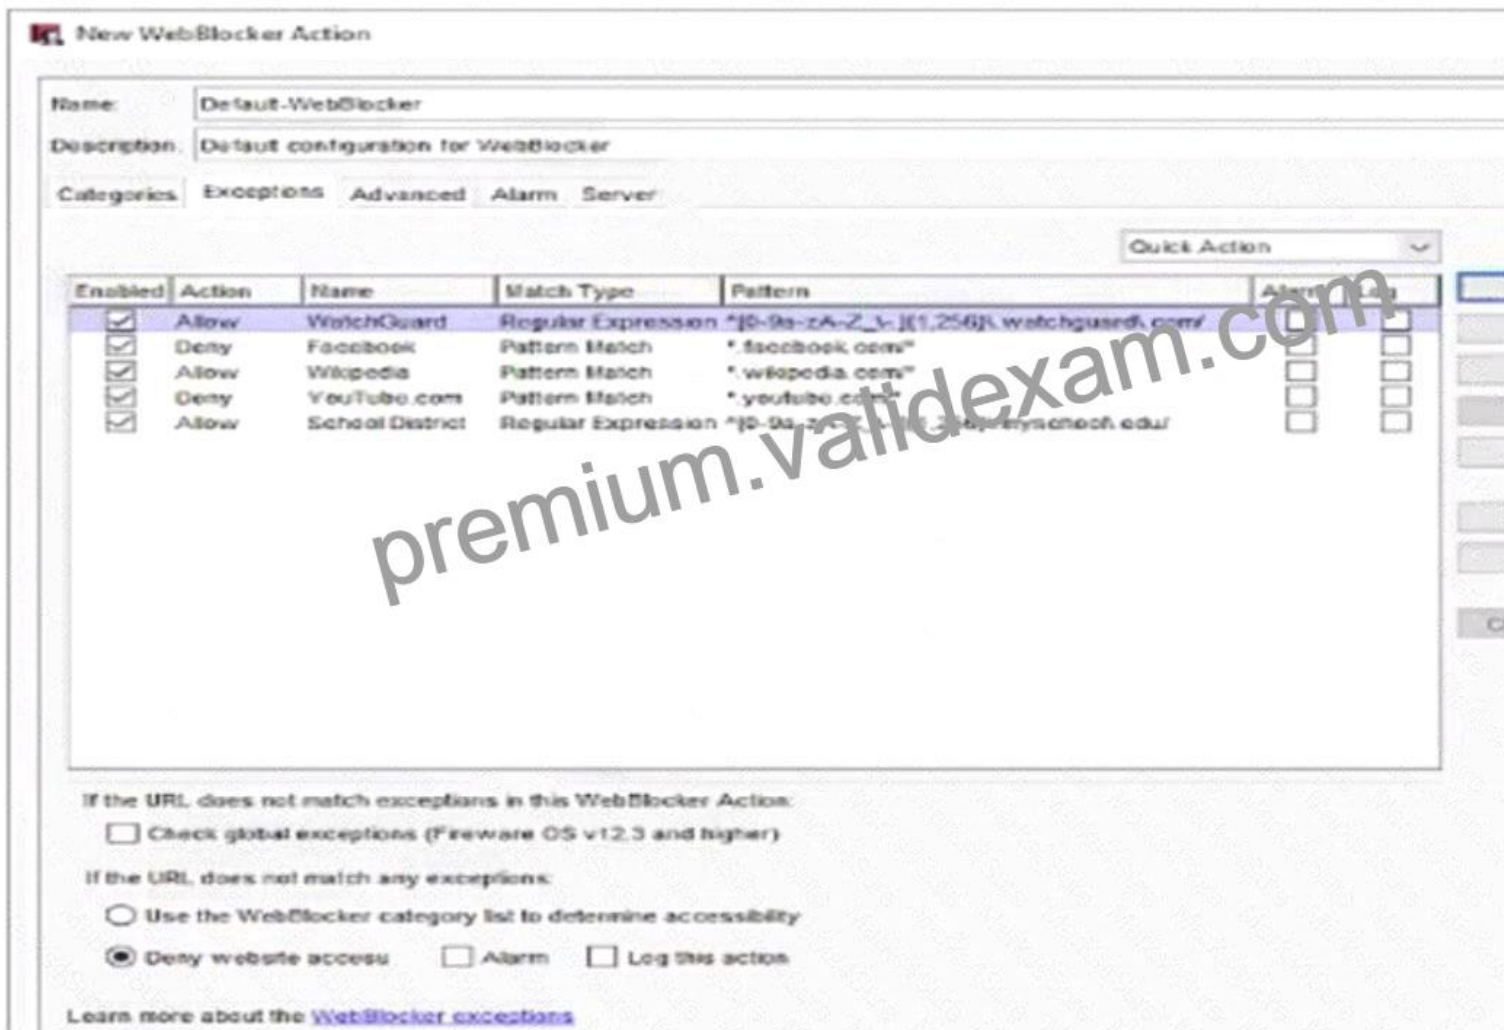 New WebBlocker Action
Name: Default-WebBlocker
Description: Default configuration for WebBlocker
Categories Exceptions Advanced Alarm Server
Quick Action
Enabled Action Name Match Type Pattern Alarm Log
Allow WatchGuard Regular Expression ^[0-9a-zA-Z_\-.]{1,256}\.watchguard\.com/
Deny Facebook Pattern Match *.facebook.com/*
Allow Wikipedia Pattern Match *.wikipedia.com/*
Deny YouTube.com Pattern Match *.youtube.com/*
Allow School District Regular Expression myschool\.edu/
premium.validexam.com
If the URL does not match exceptions in this WebBlocker Action:
Check global exceptions (Fireware OS v12.3 and higher)
If the URL does not match any exceptions:
Use the WebBlocker category list to determine accessibility
Deny website access Alarm Log this action
Learn more about the WebBlocker exceptions